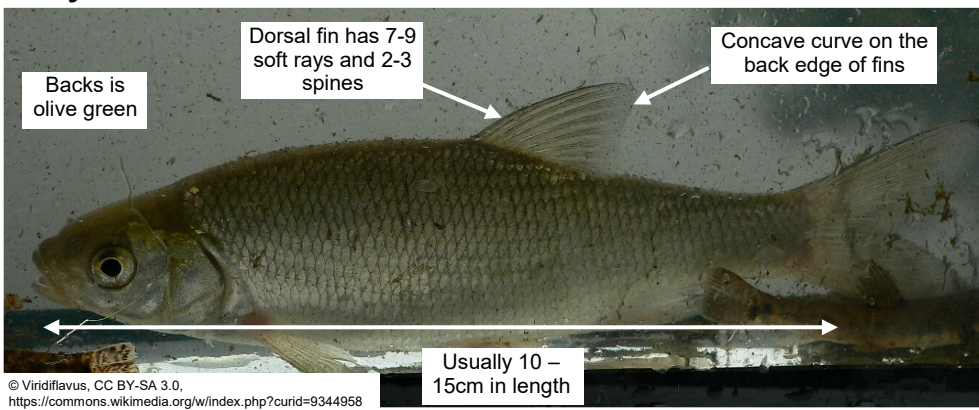 Backs is
olive green
Dorsal fin has 7-9
soft rays and 2-3
spines
Concave curve on the
back edge of fins
Usually 10 –
15cm in length
© Viridiflavus, CC BY-SA 3.0,
https://commons.wikimedia.org/w/index.php?curid=9344958